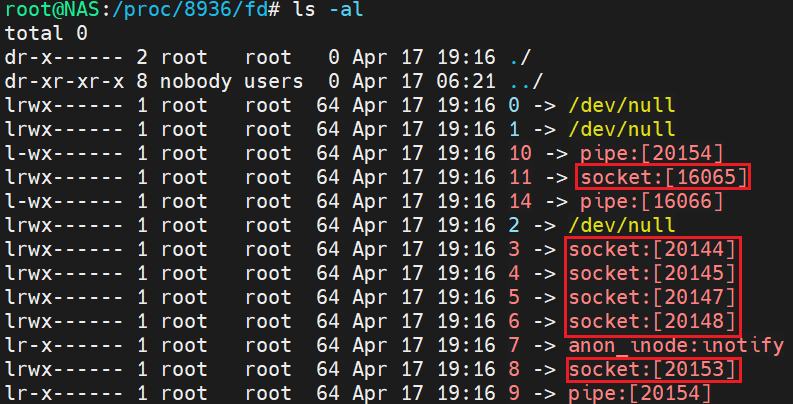 root@NAS:/proc/8936/fd# ls -al
total 0
dr-x------ 2 root   root   0 Apr 17 19:16 ./
dr-xr-xr-x 8 nobody users  0 Apr 17 06:21 ../
lrwx------ 1 root   root  64 Apr 17 19:16 0 -> /dev/null
lrwx------ 1 root   root  64 Apr 17 19:16 1 -> /dev/null
l-wx------ 1 root   root  64 Apr 17 19:16 10 -> pipe:[20154]
lrwx------ 1 root   root  64 Apr 17 19:16 11 -> socket:[16065]
l-wx------ 1 root   root  64 Apr 17 19:16 14 -> pipe:[16066]
lrwx------ 1 root   root  64 Apr 17 19:16 2 -> /dev/null
lrwx------ 1 root   root  64 Apr 17 19:16 3 -> socket:[20144]
lrwx------ 1 root   root  64 Apr 17 19:16 4 -> socket:[20145]
lrwx------ 1 root   root  64 Apr 17 19:16 5 -> socket:[20147]
lrwx------ 1 root   root  64 Apr 17 19:16 6 -> socket:[20148]
lr-x------ 1 root   root  64 Apr 17 19:16 7 -> anon_inode:inotify
lrwx------ 1 root   root  64 Apr 17 19:16 8 -> socket:[20153]
lr-x------ 1 root   root  64 Apr 17 19:16 9 -> pipe:[20154]